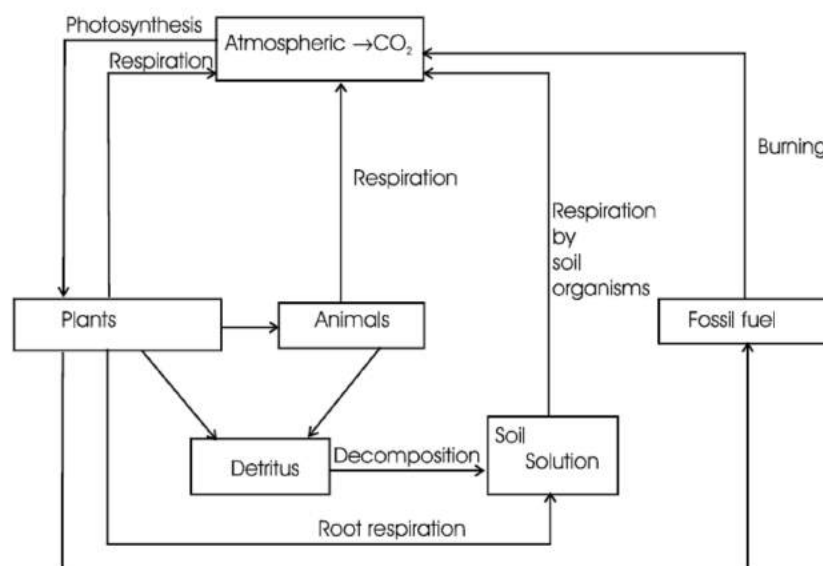 Photosynthesis
Atmospheric →CO₂
Respiration
Burning
Respiration
Respiration
by
soil
organisms
Plants
Animals
Fossil fuel
Soil
Solution
Decomposition
Detritus
Root respiration